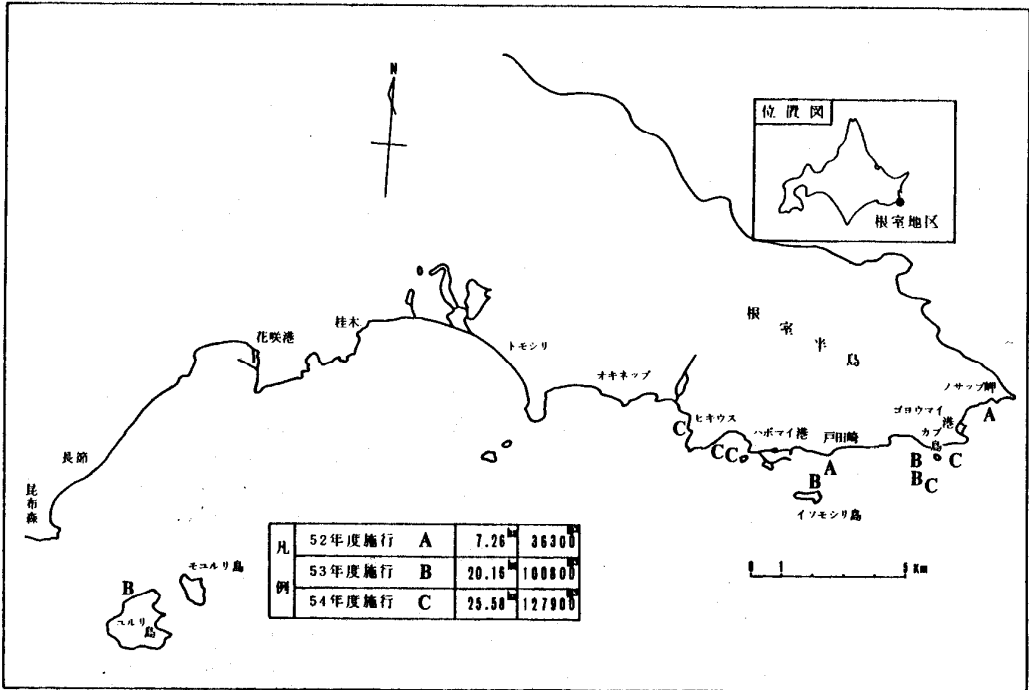 N
位置図
根室地区
根室半島
花咲港
桂木
トモシリ
オキネップ
ノサップ岬
A
ゴヨウマイ港
カブ島
ヒキウス
C
ハボマイ港
戸田崎
C
C C
A
B
B
B
C
イソモシリ島
長節
昆布森
モユルリ島
B
ユルリ島
凡例
52年度施行 A 7.26
53年度施行 B 20.16
54年度施行 C 25.58
0 1 5 Km